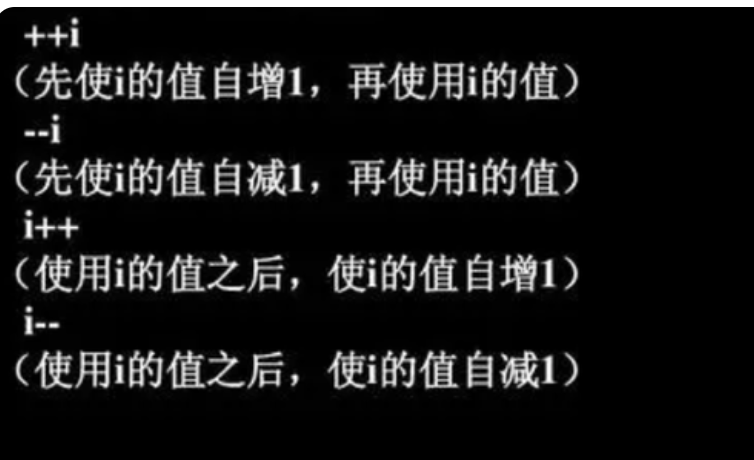 ++i
（先使i的值自增1，再使用i的值）
--i
（先使i的值自减1，再使用i的值）
i++
（使用i的值之后，使i的值自增1）
i--
（使用i的值之后，使i的值自减1）